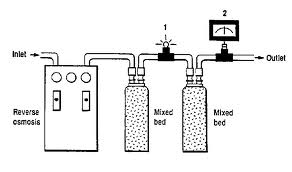 1
2
Inlet
Outlet
Reverse
osmosis
Mixed
bed
Mixed
bed